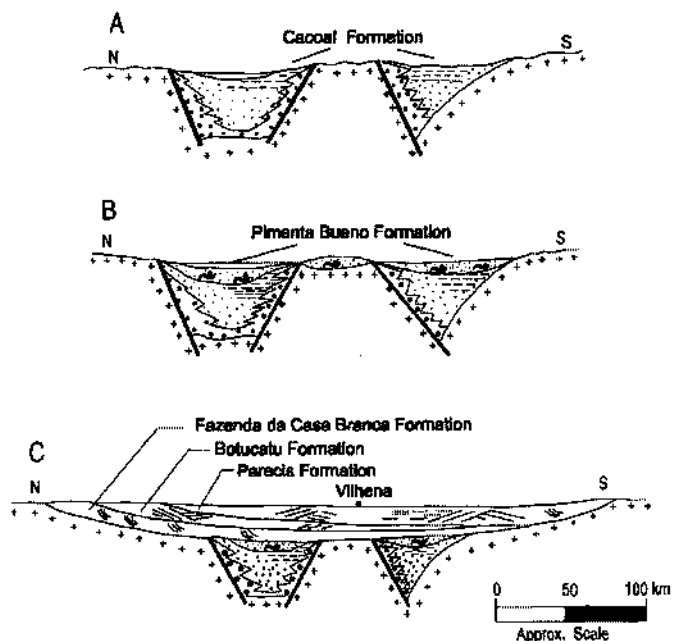 A
Cacoal Formation
N
S
B
Pimenta Bueno Formation
N
S
Fazenda da Casa Branca Formation
C
Botucatu Formation
Parecis Formation
N
Vilhena
S
0 50 100 km
Approx. Scale